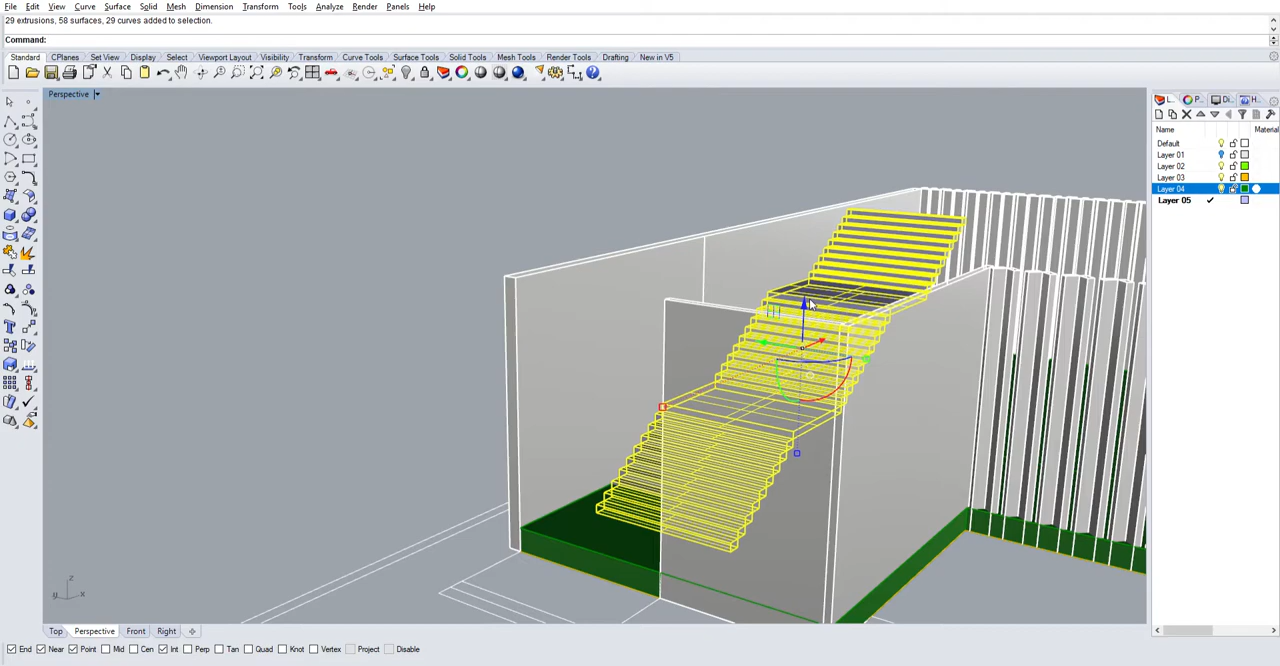 File Edit View Curve Surface Solid Mesh Dimension Transform Tools Analyze Render Panels Help
29 extrusions, 58 surfaces, 29 curves added to selection.
Command:
Standard CPlanes Set View Display Select Viewport Layout Visibility Transform Curve Tools Surface Tools Solid Tools Mesh Tools Render Tools Drafting New in V5
Perspective
L... P... Di... H...
Name Material
Default
Layer 01
Layer 02
Layer 03
Layer 04
Layer 05
z
y x
Top Perspective Front Right
End Near Point Mid Cen Int Perp Tan Quad Knot Vertex Project Disable